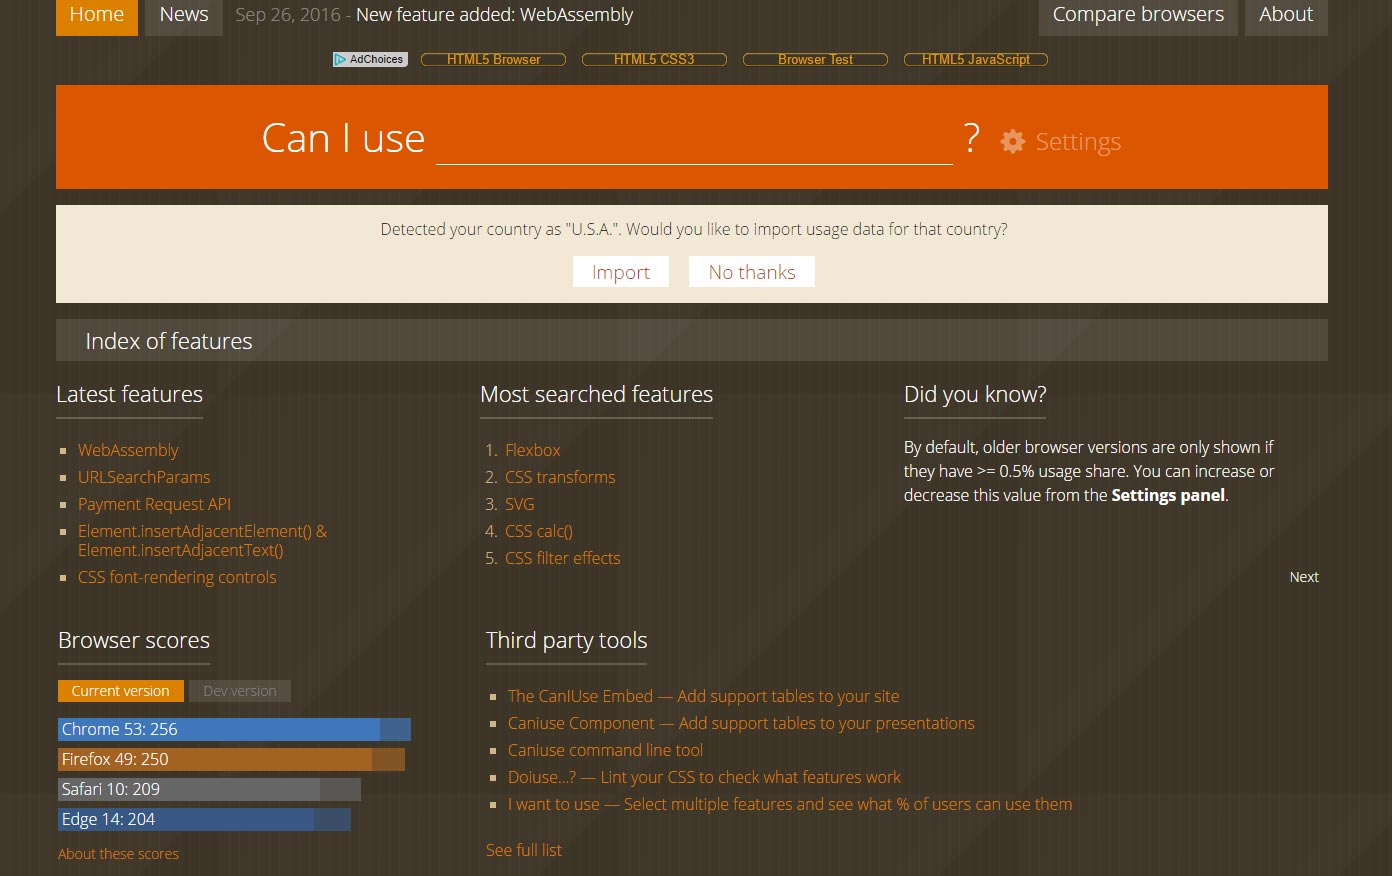 Home
News
Sep 26, 2016 - New feature added: WebAssembly
Compare browsers
About
AdChoices
HTML5 Browser
HTML5 CSS3
Browser Test
HTML5 JavaScript
Can I use ?
Settings
Detected your country as "U.S.A.". Would you like to import usage data for that country?
Import
No thanks
Index of features
Latest features
WebAssembly
URLSearchParams
Payment Request API
Element.insertAdjacentElement() &
Element.insertAdjacentText()
CSS font-rendering controls
Most searched features
1. Flexbox
2. CSS transforms
3. SVG
4. CSS calc()
5. CSS filter effects
Did you know?
By default, older browser versions are only shown if
they have >= 0.5% usage share. You can increase or
decrease this value from the Settings panel.
Next
Browser scores
Current version
Dev version
Chrome 53: 256
Firefox 49: 250
Safari 10: 209
Edge 14: 204
About these scores
Third party tools
The CanIUse Embed — Add support tables to your site
Caniuse Component — Add support tables to your presentations
Caniuse command line tool
Doiuse...? — Lint your CSS to check what features work
I want to use — Select multiple features and see what % of users can use them
See full list